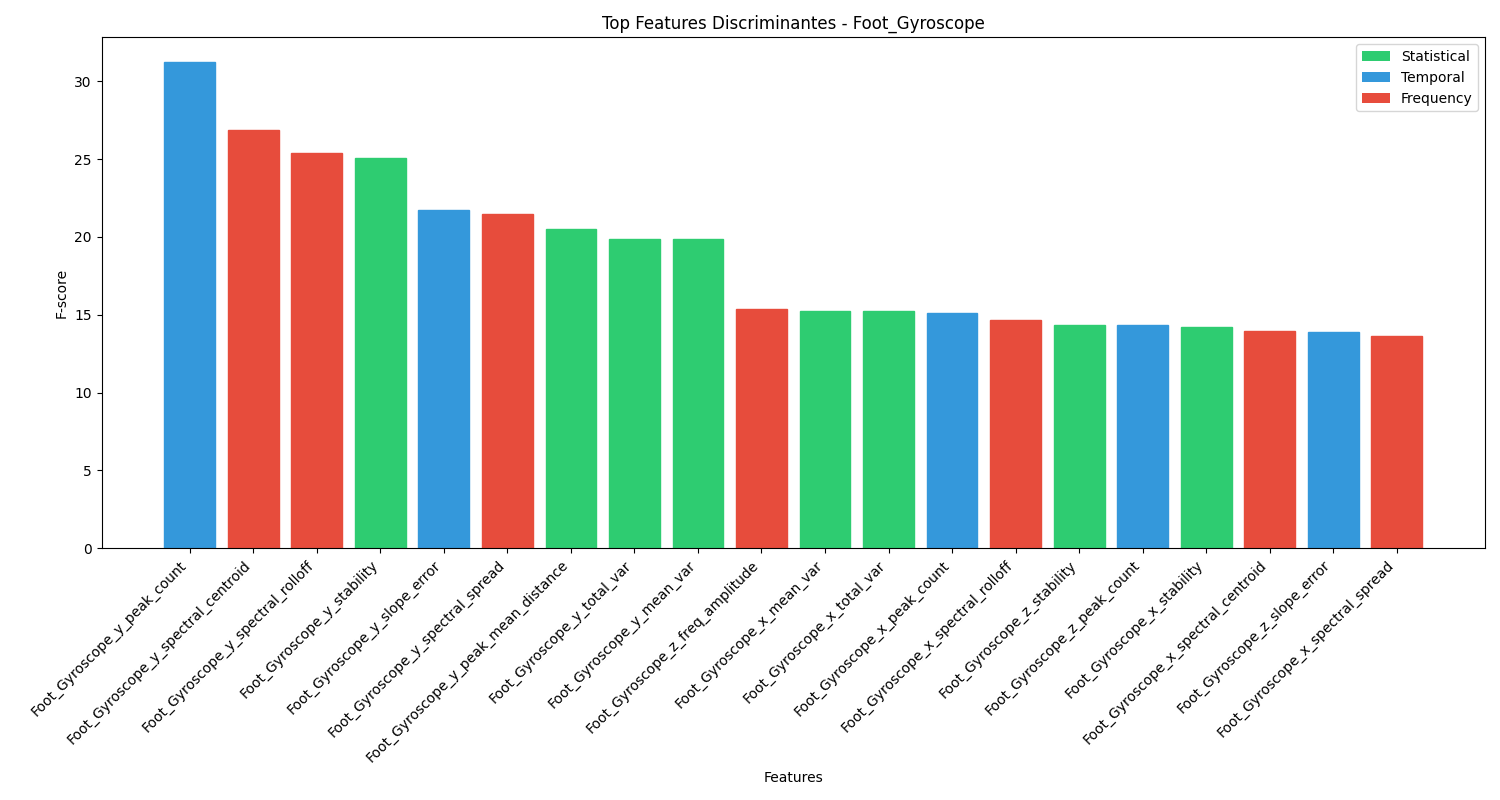 Top Features Discriminantes - Foot_Gyroscope
Statistical
Temporal
Frequency
F-score
30
25
20
15
10
5
0
Foot_Gyroscope_y_peak_count
Foot_Gyroscope_y_spectral_centroid
Foot_Gyroscope_y_spectral_rolloff
Foot_Gyroscope_y_stability
Foot_Gyroscope_y_slope_error
Foot_Gyroscope_y_spectral_spread
Foot_Gyroscope_y_peak_mean_distance
Foot_Gyroscope_y_total_var
Foot_Gyroscope_y_mean_var
Foot_Gyroscope_z_freq_amplitude
Foot_Gyroscope_x_mean_var
Foot_Gyroscope_x_total_var
Foot_Gyroscope_x_peak_count
Foot_Gyroscope_x_spectral_rolloff
Foot_Gyroscope_z_stability
Foot_Gyroscope_z_peak_count
Foot_Gyroscope_x_stability
Foot_Gyroscope_x_spectral_centroid
Foot_Gyroscope_z_slope_error
Foot_Gyroscope_x_spectral_spread
Features